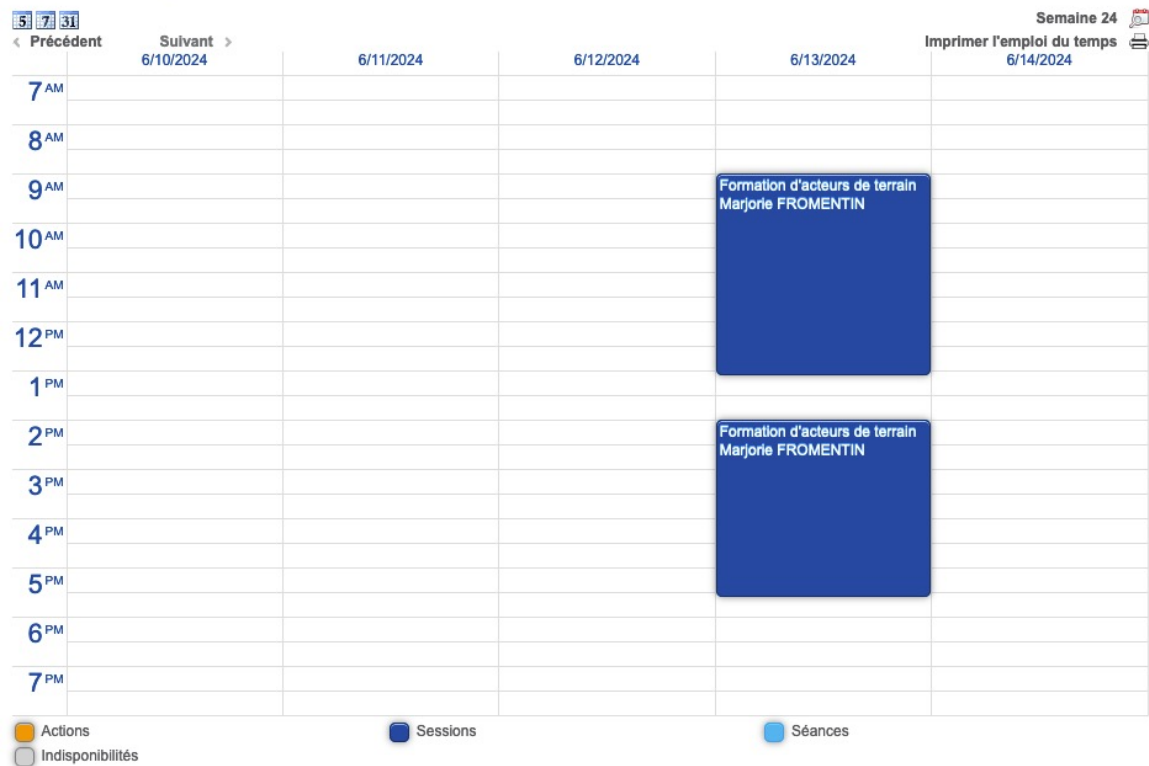 5 7 31
Semaine 24
< Précédent Suivant >
Imprimer l'emploi du temps
6/10/2024 6/11/2024 6/12/2024 6/13/2024 6/14/2024
7 AM
8 AM
9 AM
Formation d'acteurs de terrain
Marjorie FROMENTIN
10 AM
11 AM
12 PM
1 PM
2 PM
Formation d'acteurs de terrain
Marjorie FROMENTIN
3 PM
4 PM
5 PM
6 PM
7 PM
Actions Sessions Séances
Indisponibilités